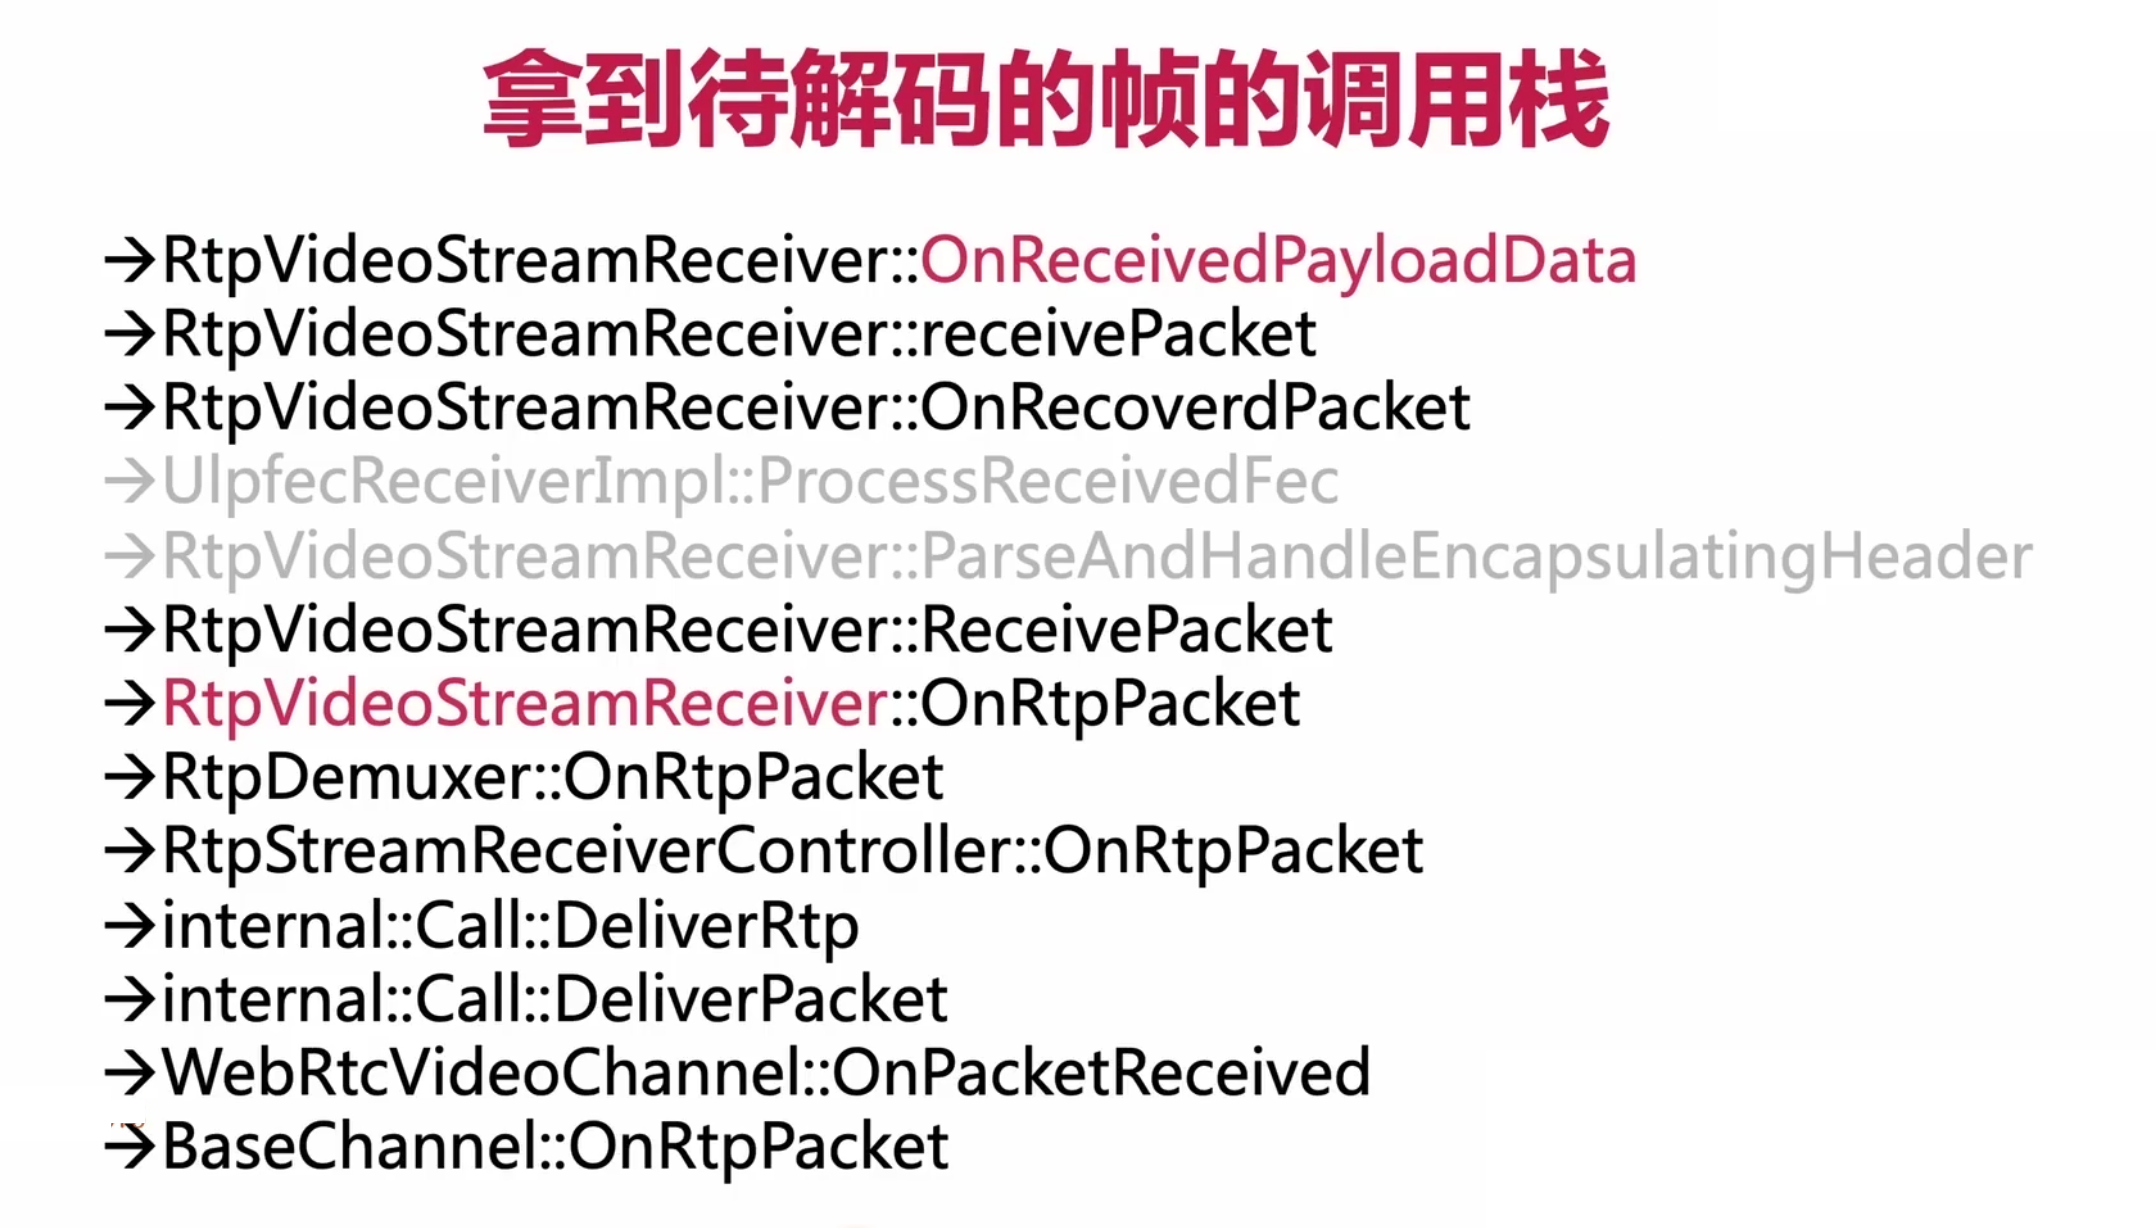 拿到待解码的帧的调用栈
→RtpVideoStreamReceiver::OnReceivedPayloadData
→RtpVideoStreamReceiver::receivePacket
→RtpVideoStreamReceiver::OnRecoverdPacket
→UlpfecReceiverImpl::ProcessReceivedFec
→RtpVideoStreamReceiver::ParseAndHandleEncapsulatingHeader
→RtpVideoStreamReceiver::ReceivePacket
→RtpVideoStreamReceiver::OnRtpPacket
→RtpDemuxer::OnRtpPacket
→RtpStreamReceiverController::OnRtpPacket
→internal::Call::DeliverRtp
→internal::Call::DeliverPacket
→WebRtcVideoChannel::OnPacketReceived
→BaseChannel::OnRtpPacket